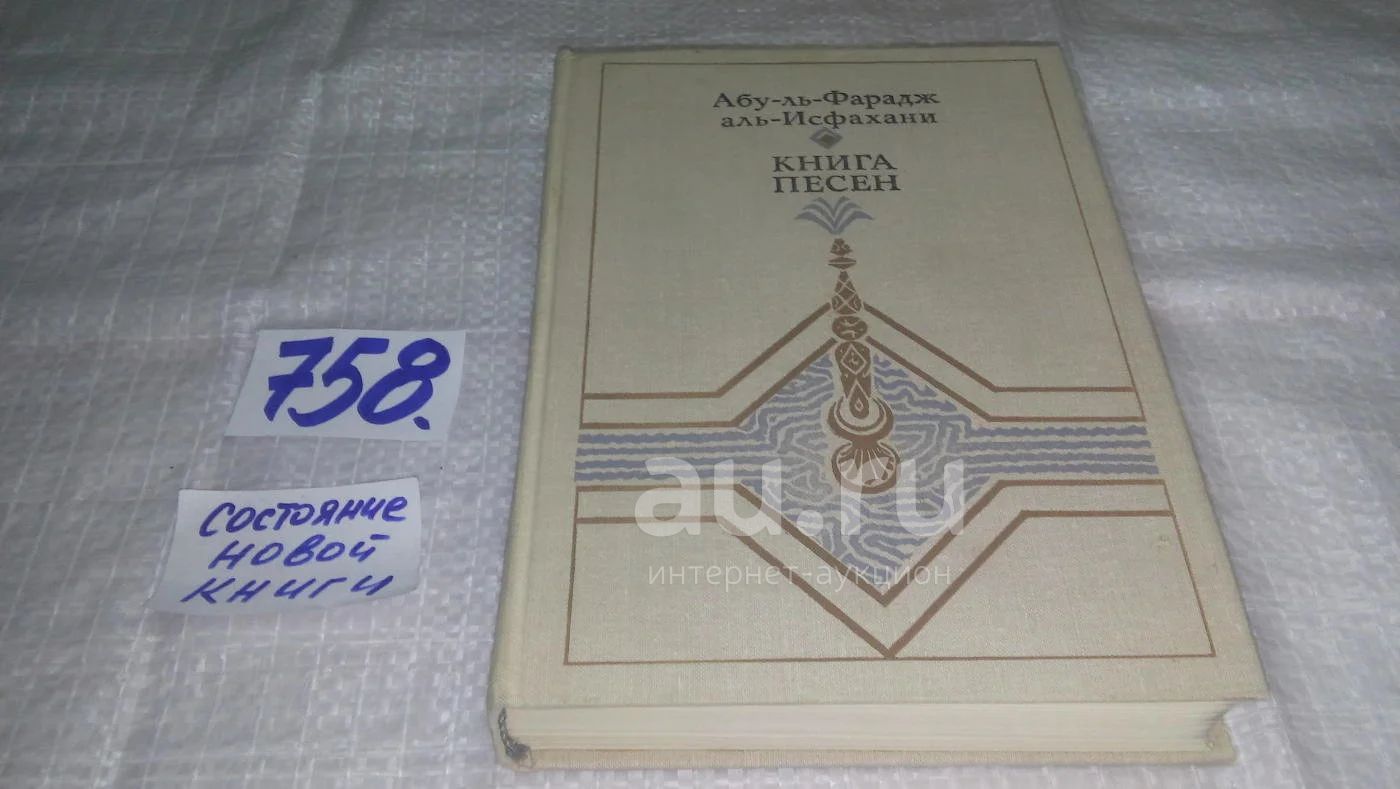 Абу-ль-Фарадж
аль-Исфахани
КНИГА
ПЕСЕН
758.
состояние
новой
книги
au.ru
интернет-аукцион